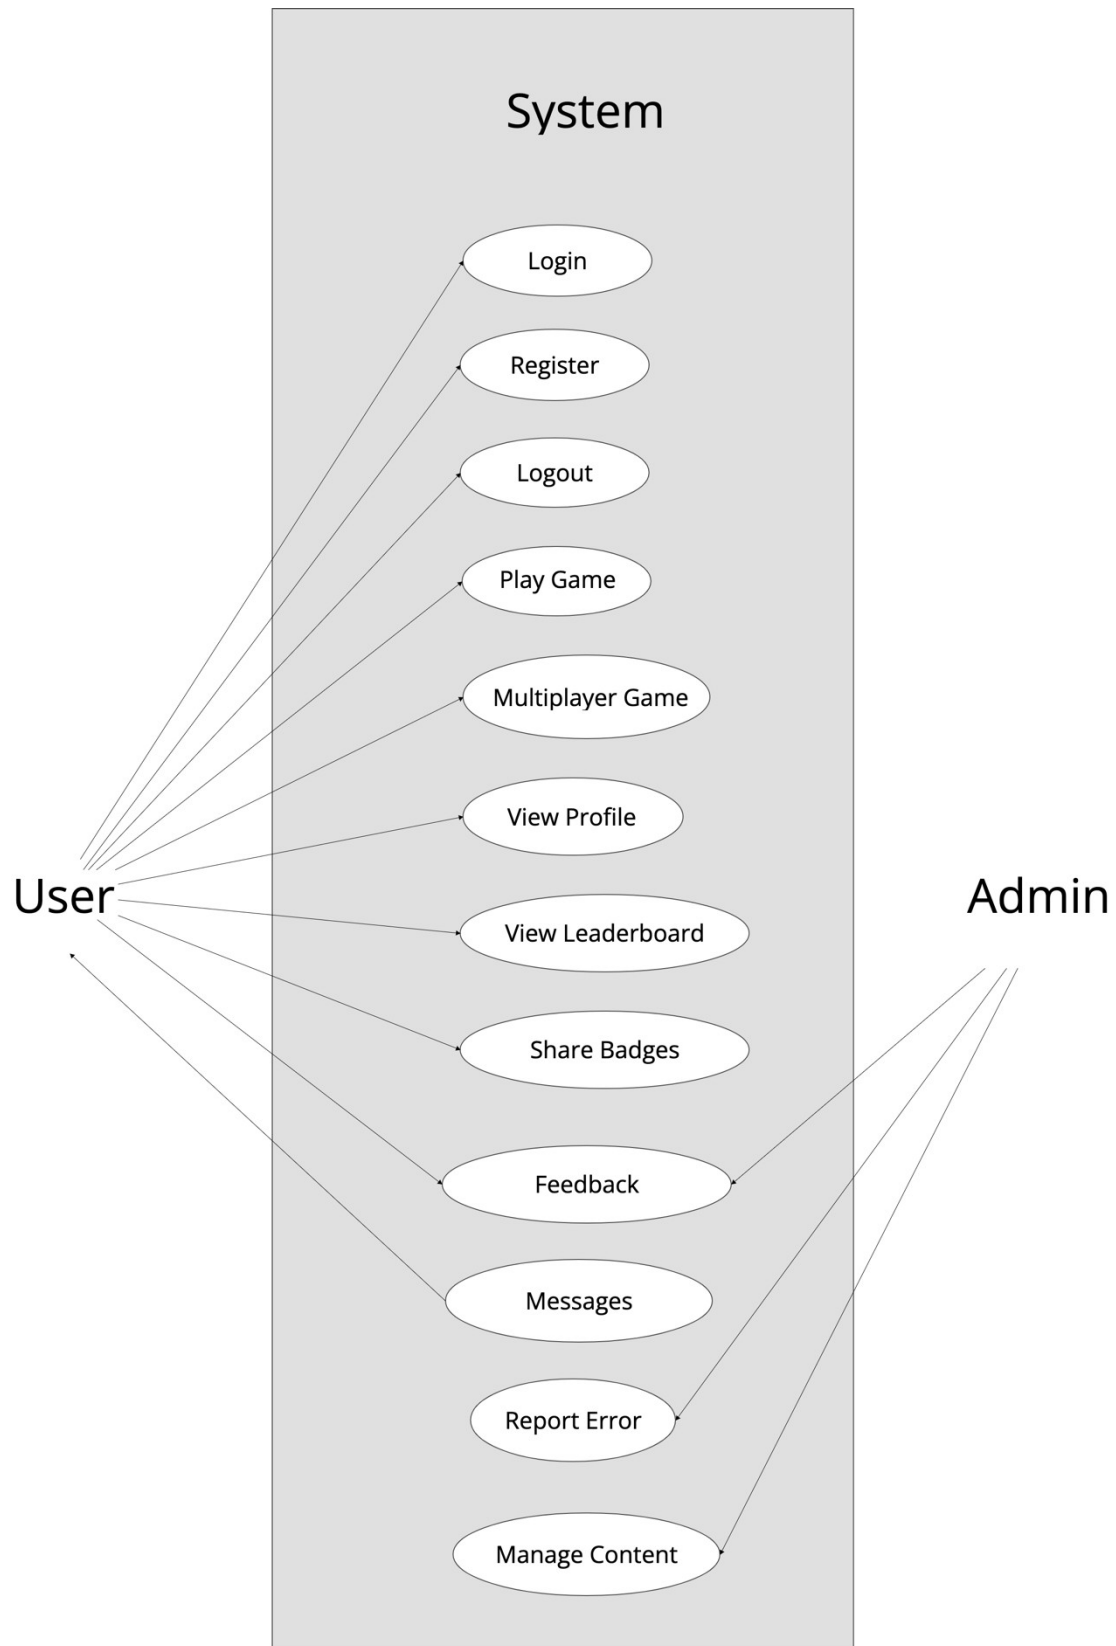 System
Login
Register
Logout
Play Game
Multiplayer Game
View Profile
User
Admin
View Leaderboard
Share Badges
Feedback
Messages
Report Error
Manage Content